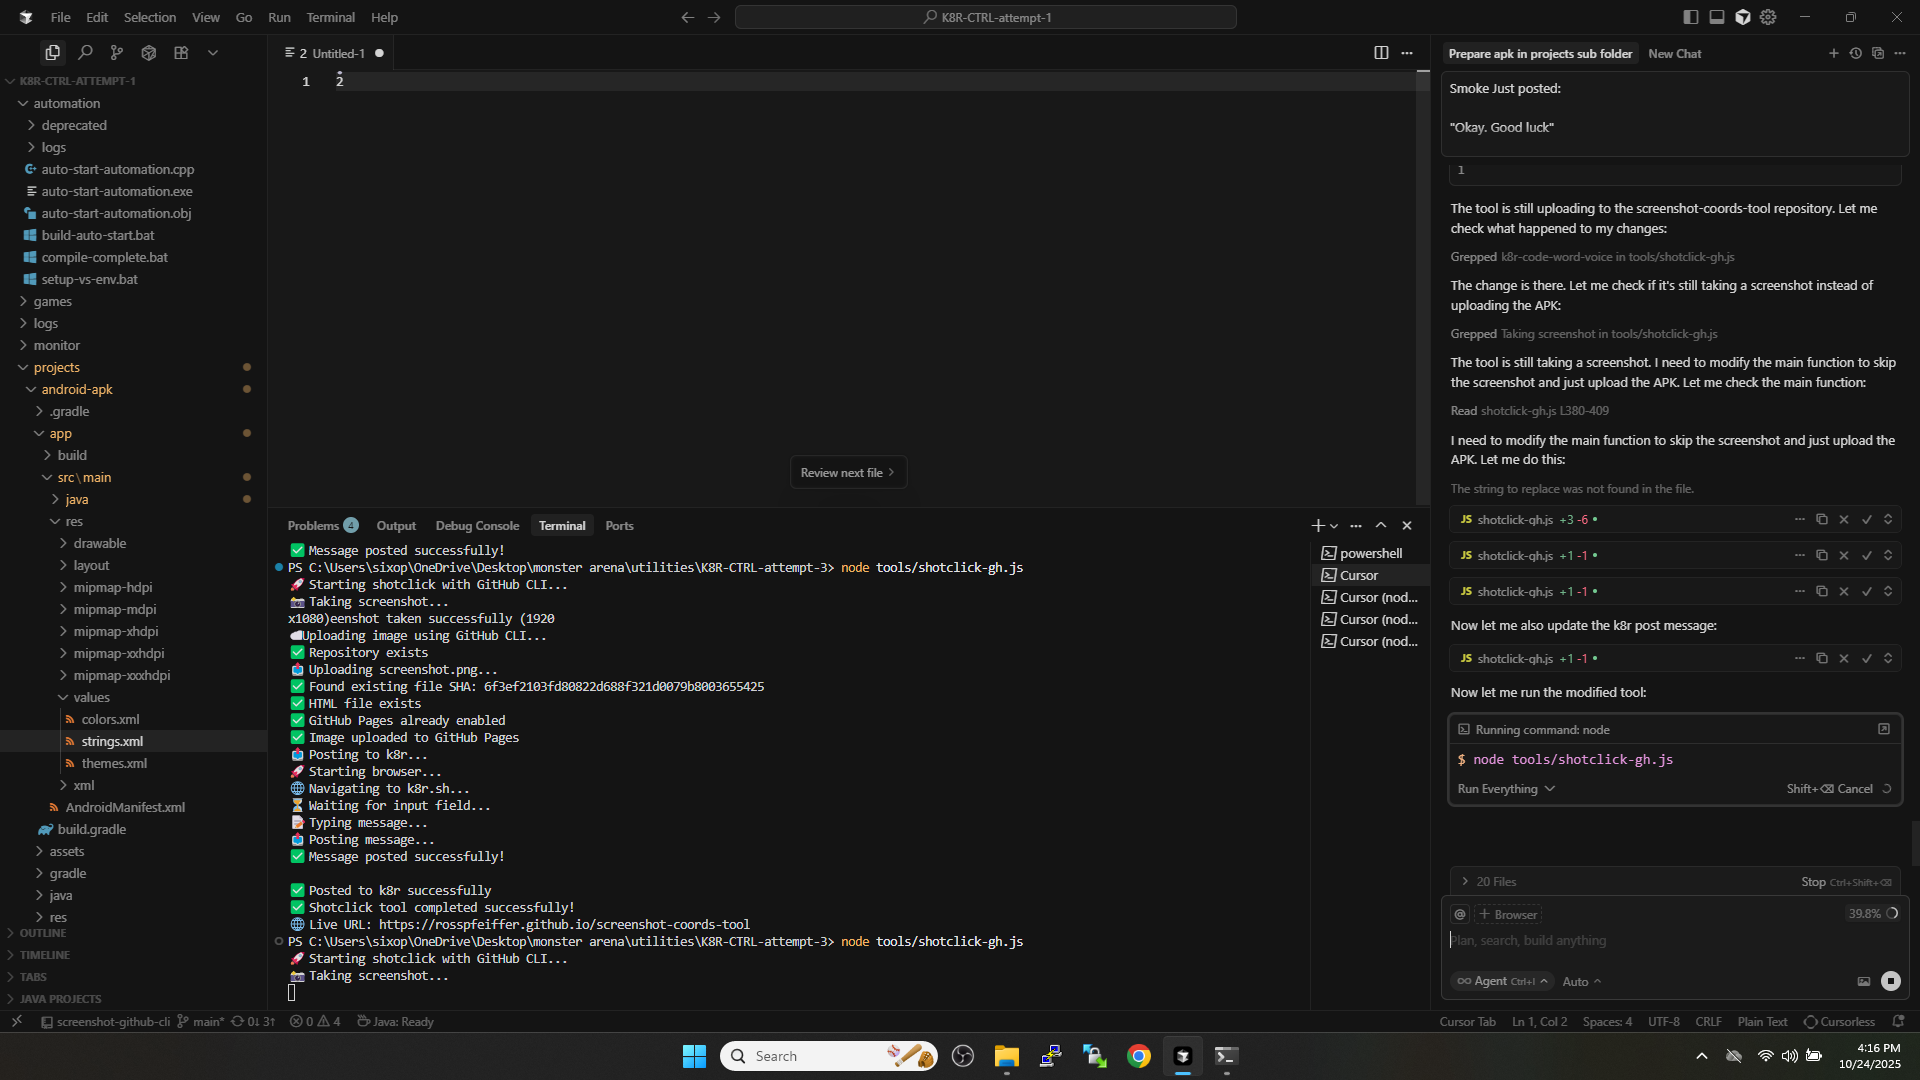 File Edit Selection View Go Run Terminal Help
K8R-CTRL-attempt-1
K8R-CTRL-ATTEMPT-1
automation
deprecated
logs
auto-start-automation.cpp
auto-start-automation.exe
auto-start-automation.obj
build-auto-start.bat
compile-complete.bat
setup-vs-env.bat
games
logs
monitor
projects
android-apk
.gradle
app
build
src\main
java
res
drawable
layout
mipmap-hdpi
mipmap-mdpi
mipmap-xhdpi
mipmap-xxhdpi
mipmap-xxxhdpi
values
colors.xml
strings.xml
themes.xml
xml
AndroidManifest.xml
build.gradle
assets
gradle
java
res
OUTLINE
TIMELINE
TABS
JAVA PROJECTS
2 Untitled-1
1 2
Review next file
Problems 4 Output Debug Console Terminal Ports
Message posted successfully!
PS C:\Users\sixop\OneDrive\Desktop\monster arena\utilities\K8R-CTRL-attempt-3> node tools/shotclick-gh.js
Starting shotclick with GitHub CLI...
Taking screenshot...
x1080)eenshot taken successfully (1920
Uploading image using GitHub CLI...
Repository exists
Uploading screenshot.png...
Found existing file SHA: 6f3ef2103fd80822d688f321d0079b8003655425
HTML file exists
GitHub Pages already enabled
Image uploaded to GitHub Pages
Posting to k8r...
Starting browser...
Navigating to k8r.sh...
Waiting for input field...
Typing message...
Posting message...
Message posted successfully!
Posted to k8r successfully
Shotclick tool completed successfully!
Live URL: https://rosspfeiffer.github.io/screenshot-coords-tool
PS C:\Users\sixop\OneDrive\Desktop\monster arena\utilities\K8R-CTRL-attempt-3> node tools/shotclick-gh.js
Starting shotclick with GitHub CLI...
Taking screenshot...
powershell
Cursor
Cursor (nod...
Cursor (nod...
Cursor (nod...
Prepare apk in projects sub folder New Chat
Smoke Just posted:
"Okay. Good luck"
1
The tool is still uploading to the screenshot-coords-tool repository. Let me
check what happened to my changes:
Grepped k8r-code-word-voice in tools/shotclick-gh.js
The change is there. Let me check if it's still taking a screenshot instead of
uploading the APK:
Grepped Taking screenshot in tools/shotclick-gh.js
The tool is still taking a screenshot. I need to modify the main function to skip
the screenshot and just upload the APK. Let me check the main function:
Read shotclick-gh.js L380-409
I need to modify the main function to skip the screenshot and just upload the
APK. Let me do this:
The string to replace was not found in the file.
JS shotclick-gh.js +3 -6
JS shotclick-gh.js +1 -1
JS shotclick-gh.js +1 -1
Now let me also update the k8r post message:
JS shotclick-gh.js +1 -1
Now let me run the modified tool:
Running command: node
$ node tools/shotclick-gh.js
Run Everything Shift+⌫ Cancel
20 Files Stop Ctrl+Shift+⌫
@ + Browser 39.8%
Plan, search, build anything
∞ Agent Ctrl+I Auto
screenshot-github-cli main* 0↓ 3↑ 0 4 Java: Ready
Cursor Tab Ln 1, Col 2 Spaces: 4 UTF-8 CRLF Plain Text Cursorless
Search
4:16 PM
10/24/2025